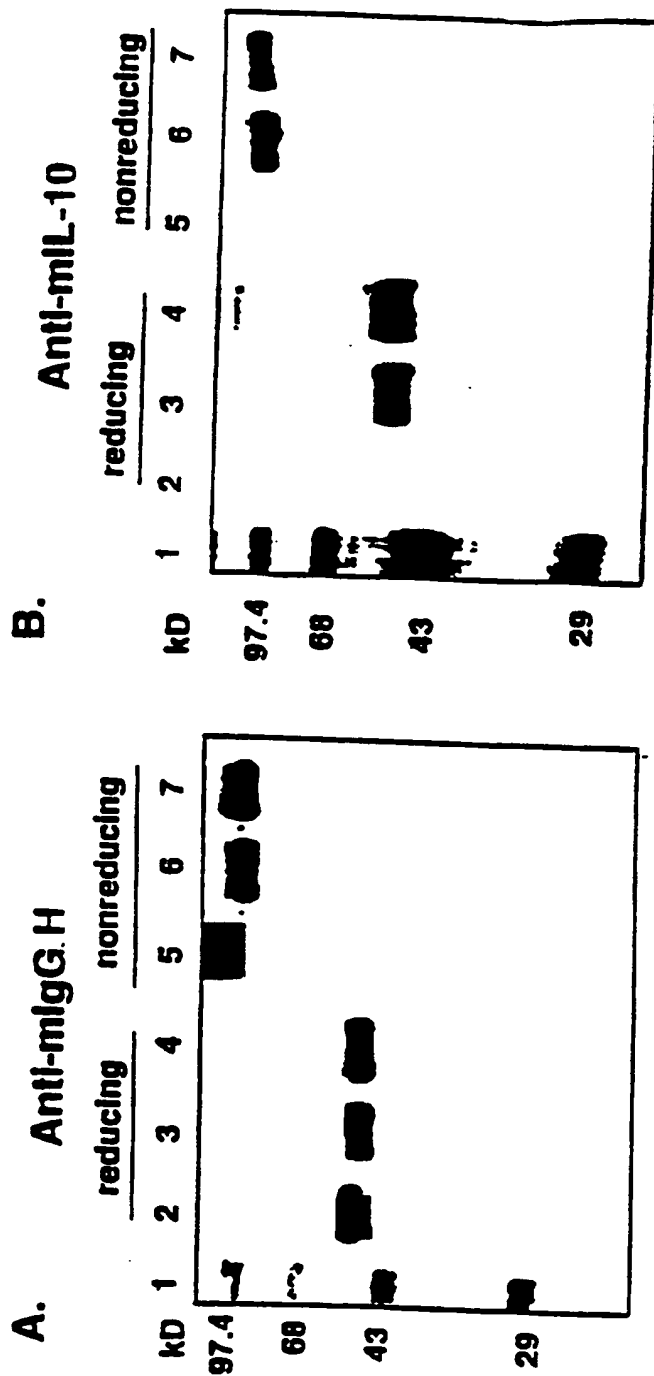 A.
Anti-mIgG.H
reducing nonreducing
kD 1 2 3 4 5 6 7
97.4
68
43
29
B.
Anti-mIL-10
reducing nonreducing
kD 1 2 3 4 5 6 7
97.4
68
43
29